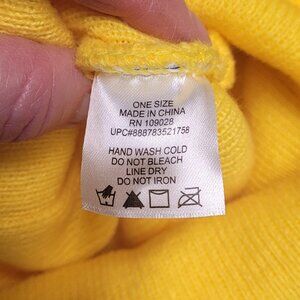 ONE SIZE
MADE IN CHINA
RN 109028
UPC#888783521758
HAND WASH COLD
DO NOT BLEACH
LINE DRY
DO NOT IRON